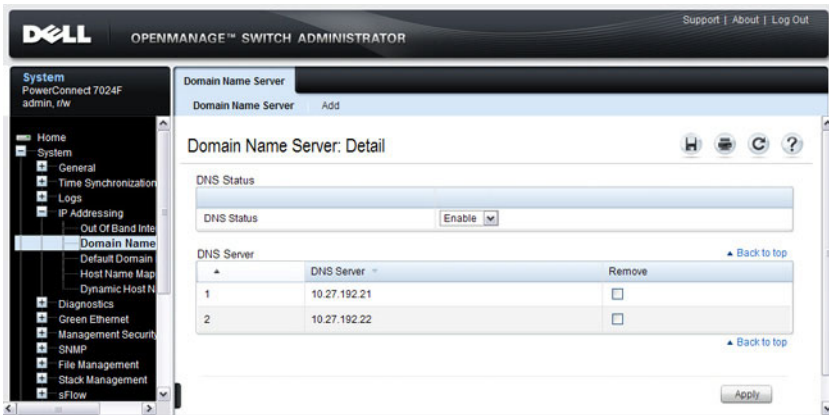 Support | About | Log Out
DELL
OPENMANAGE™ SWITCH ADMINISTRATOR
System
PowerConnect 7024F
admin, r/w
Home
System
General
Time Synchronization
Logs
IP Addressing
Out Of Band Inte
Domain Name
Default Domain
Host Name Map
Dynamic Host N
Diagnostics
Green Ethernet
Management Security
SNMP
File Management
Stack Management
sFlow
Domain Name Server
Domain Name Server Add
Domain Name Server: Detail
DNS Status
DNS Status Enable
DNS Server
Back to top
DNS Server Remove
1 10.27.192.21
2 10.27.192.22
Back to top
Apply